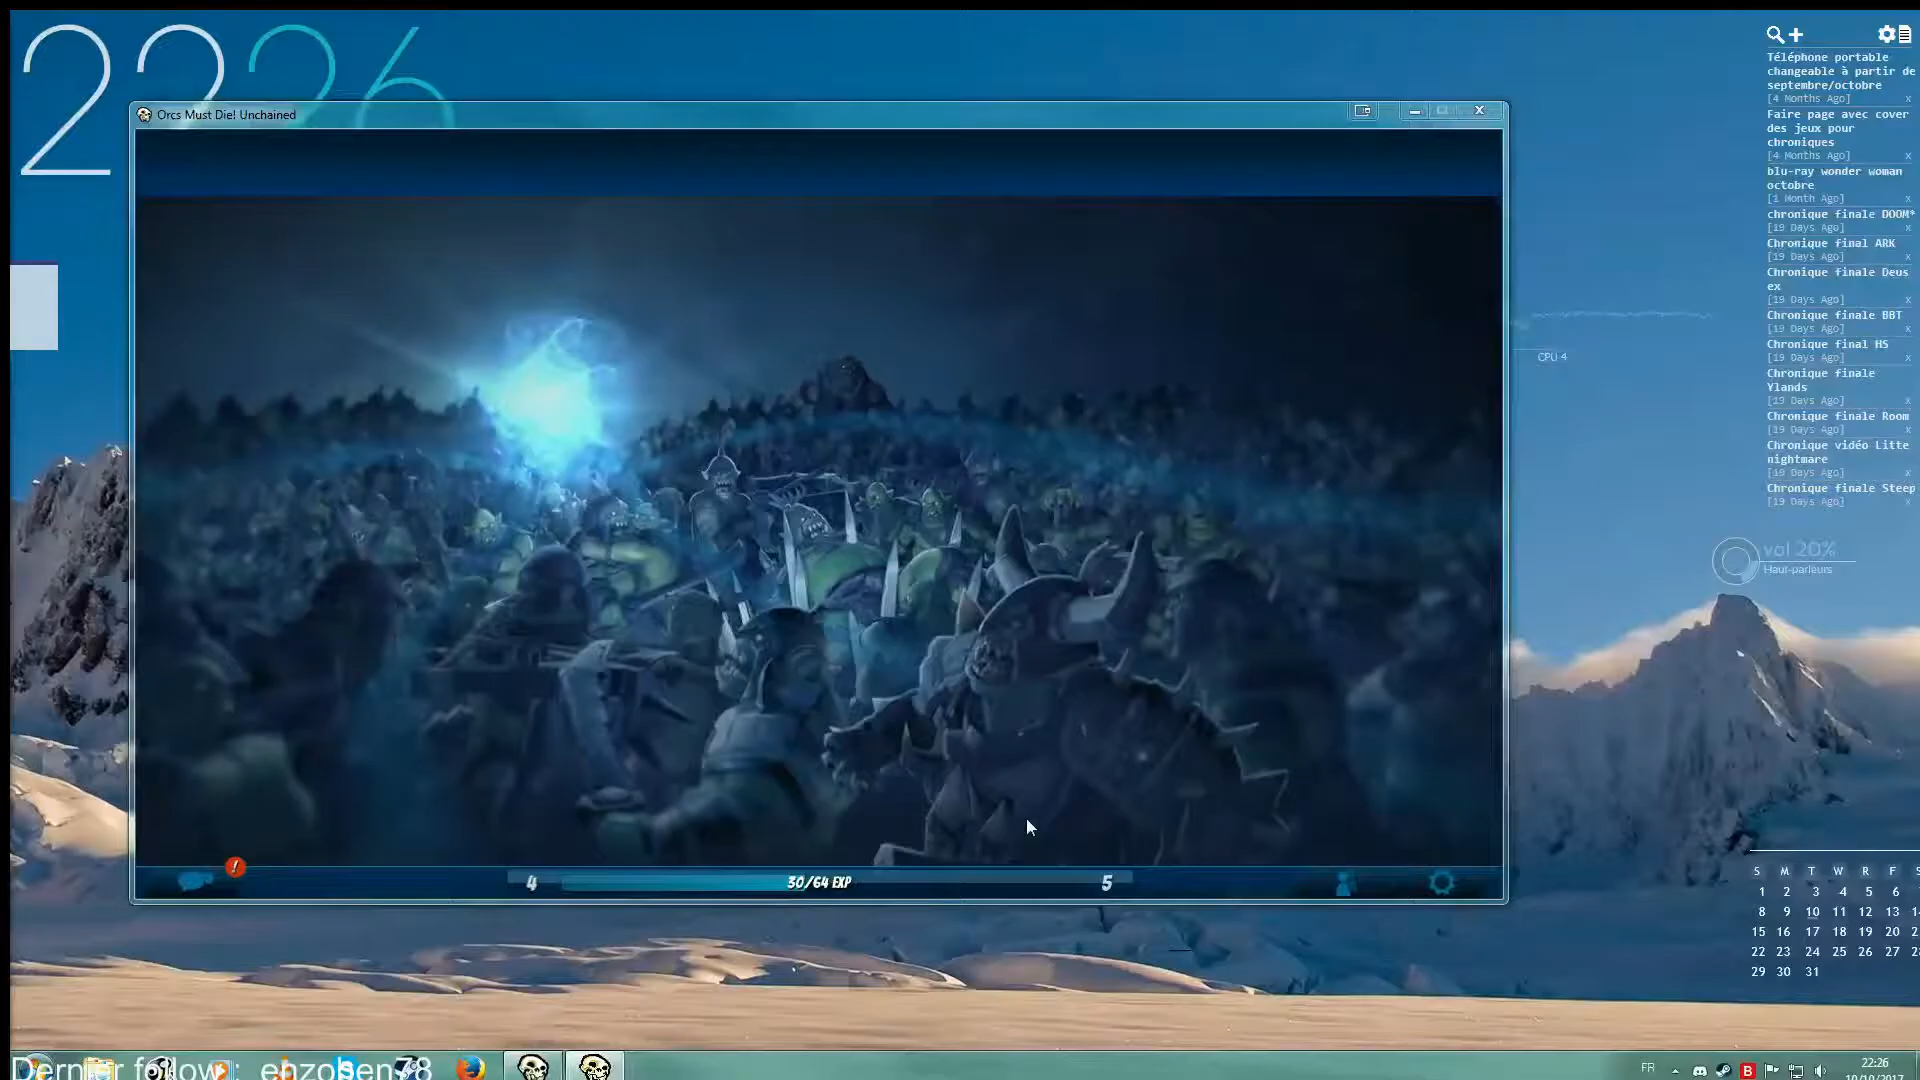 22 26
Orcs Must Die! Unchained
Téléphone portable
changeable à partir de
septembre/octobre
[4 Months Ago] x
Faire page avec cover
des jeux pour
chroniques
[4 Months Ago] x
blu-ray wonder woman
octobre
[1 Month Ago] x
chronique finale DOOM*
[19 Days Ago] x
Chronique final ARK
[19 Days Ago] x
Chronique finale Deus
ex
[19 Days Ago] x
Chronique finale BBT
[19 Days Ago] x
Chronique final HS
[19 Days Ago] x
Chronique finale
Ylands
[19 Days Ago] x
Chronique finale Room
[19 Days Ago] x
Chronique vidéo Litte
nightmare
[19 Days Ago] x
Chronique finale Steep
[19 Days Ago] x
CPU 4
vol 20%
Haut-parleurs
4 30/64 EXP 5
S M T W R F S
1 2 3 4 5 6
8 9 10 11 12 13
15 16 17 18 19 20
22 23 24 25 26 27
29 30 31
Dernier follow : enzoben78
FR
22:26
10/10/2017